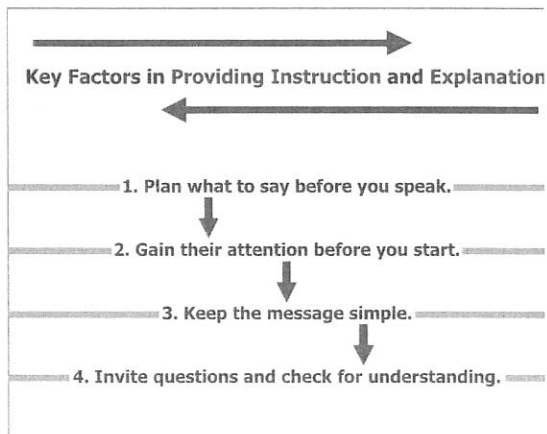 Key Factors in Providing Instruction and Explanation
1. Plan what to say before you speak.
2. Gain their attention before you start.
3. Keep the message simple.
4. Invite questions and check for understanding.